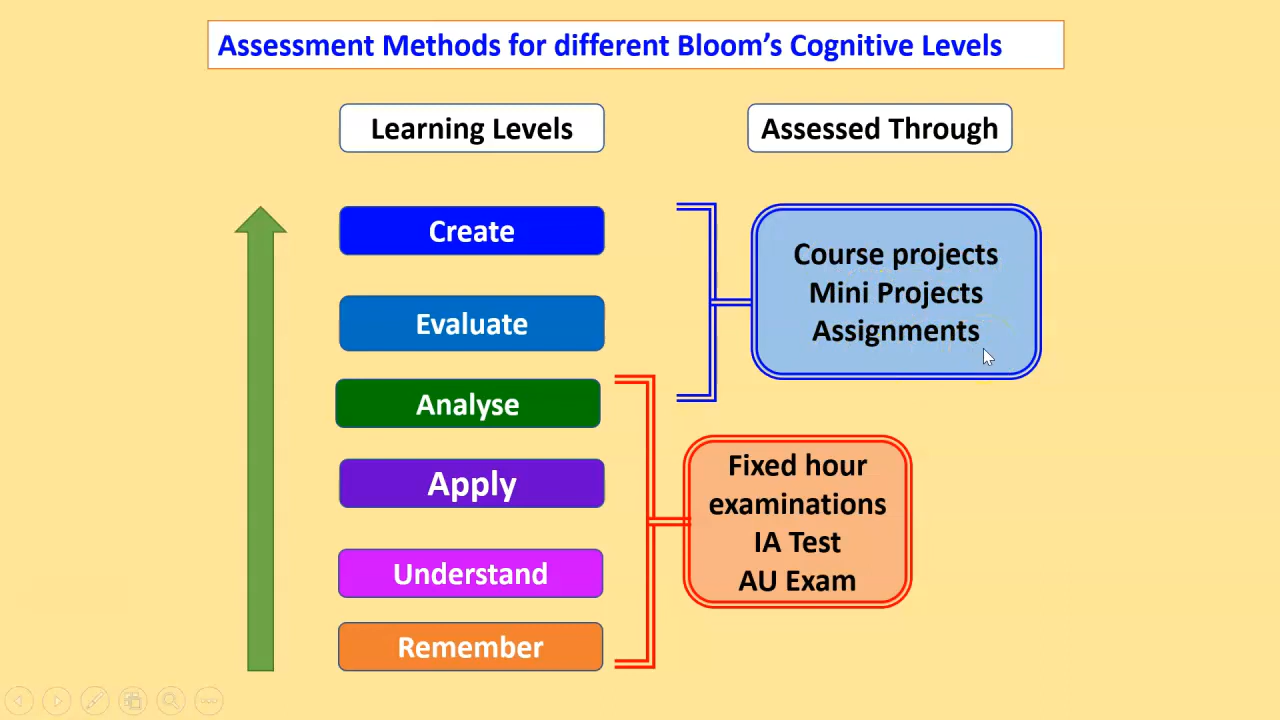 Assessment Methods for different Bloom's Cognitive Levels
Learning Levels
Assessed Through
Create
Evaluate
Analyse
Apply
Understand
Remember
Course projects
Mini Projects
Assignments
Fixed hour
examinations
IA Test
AU Exam